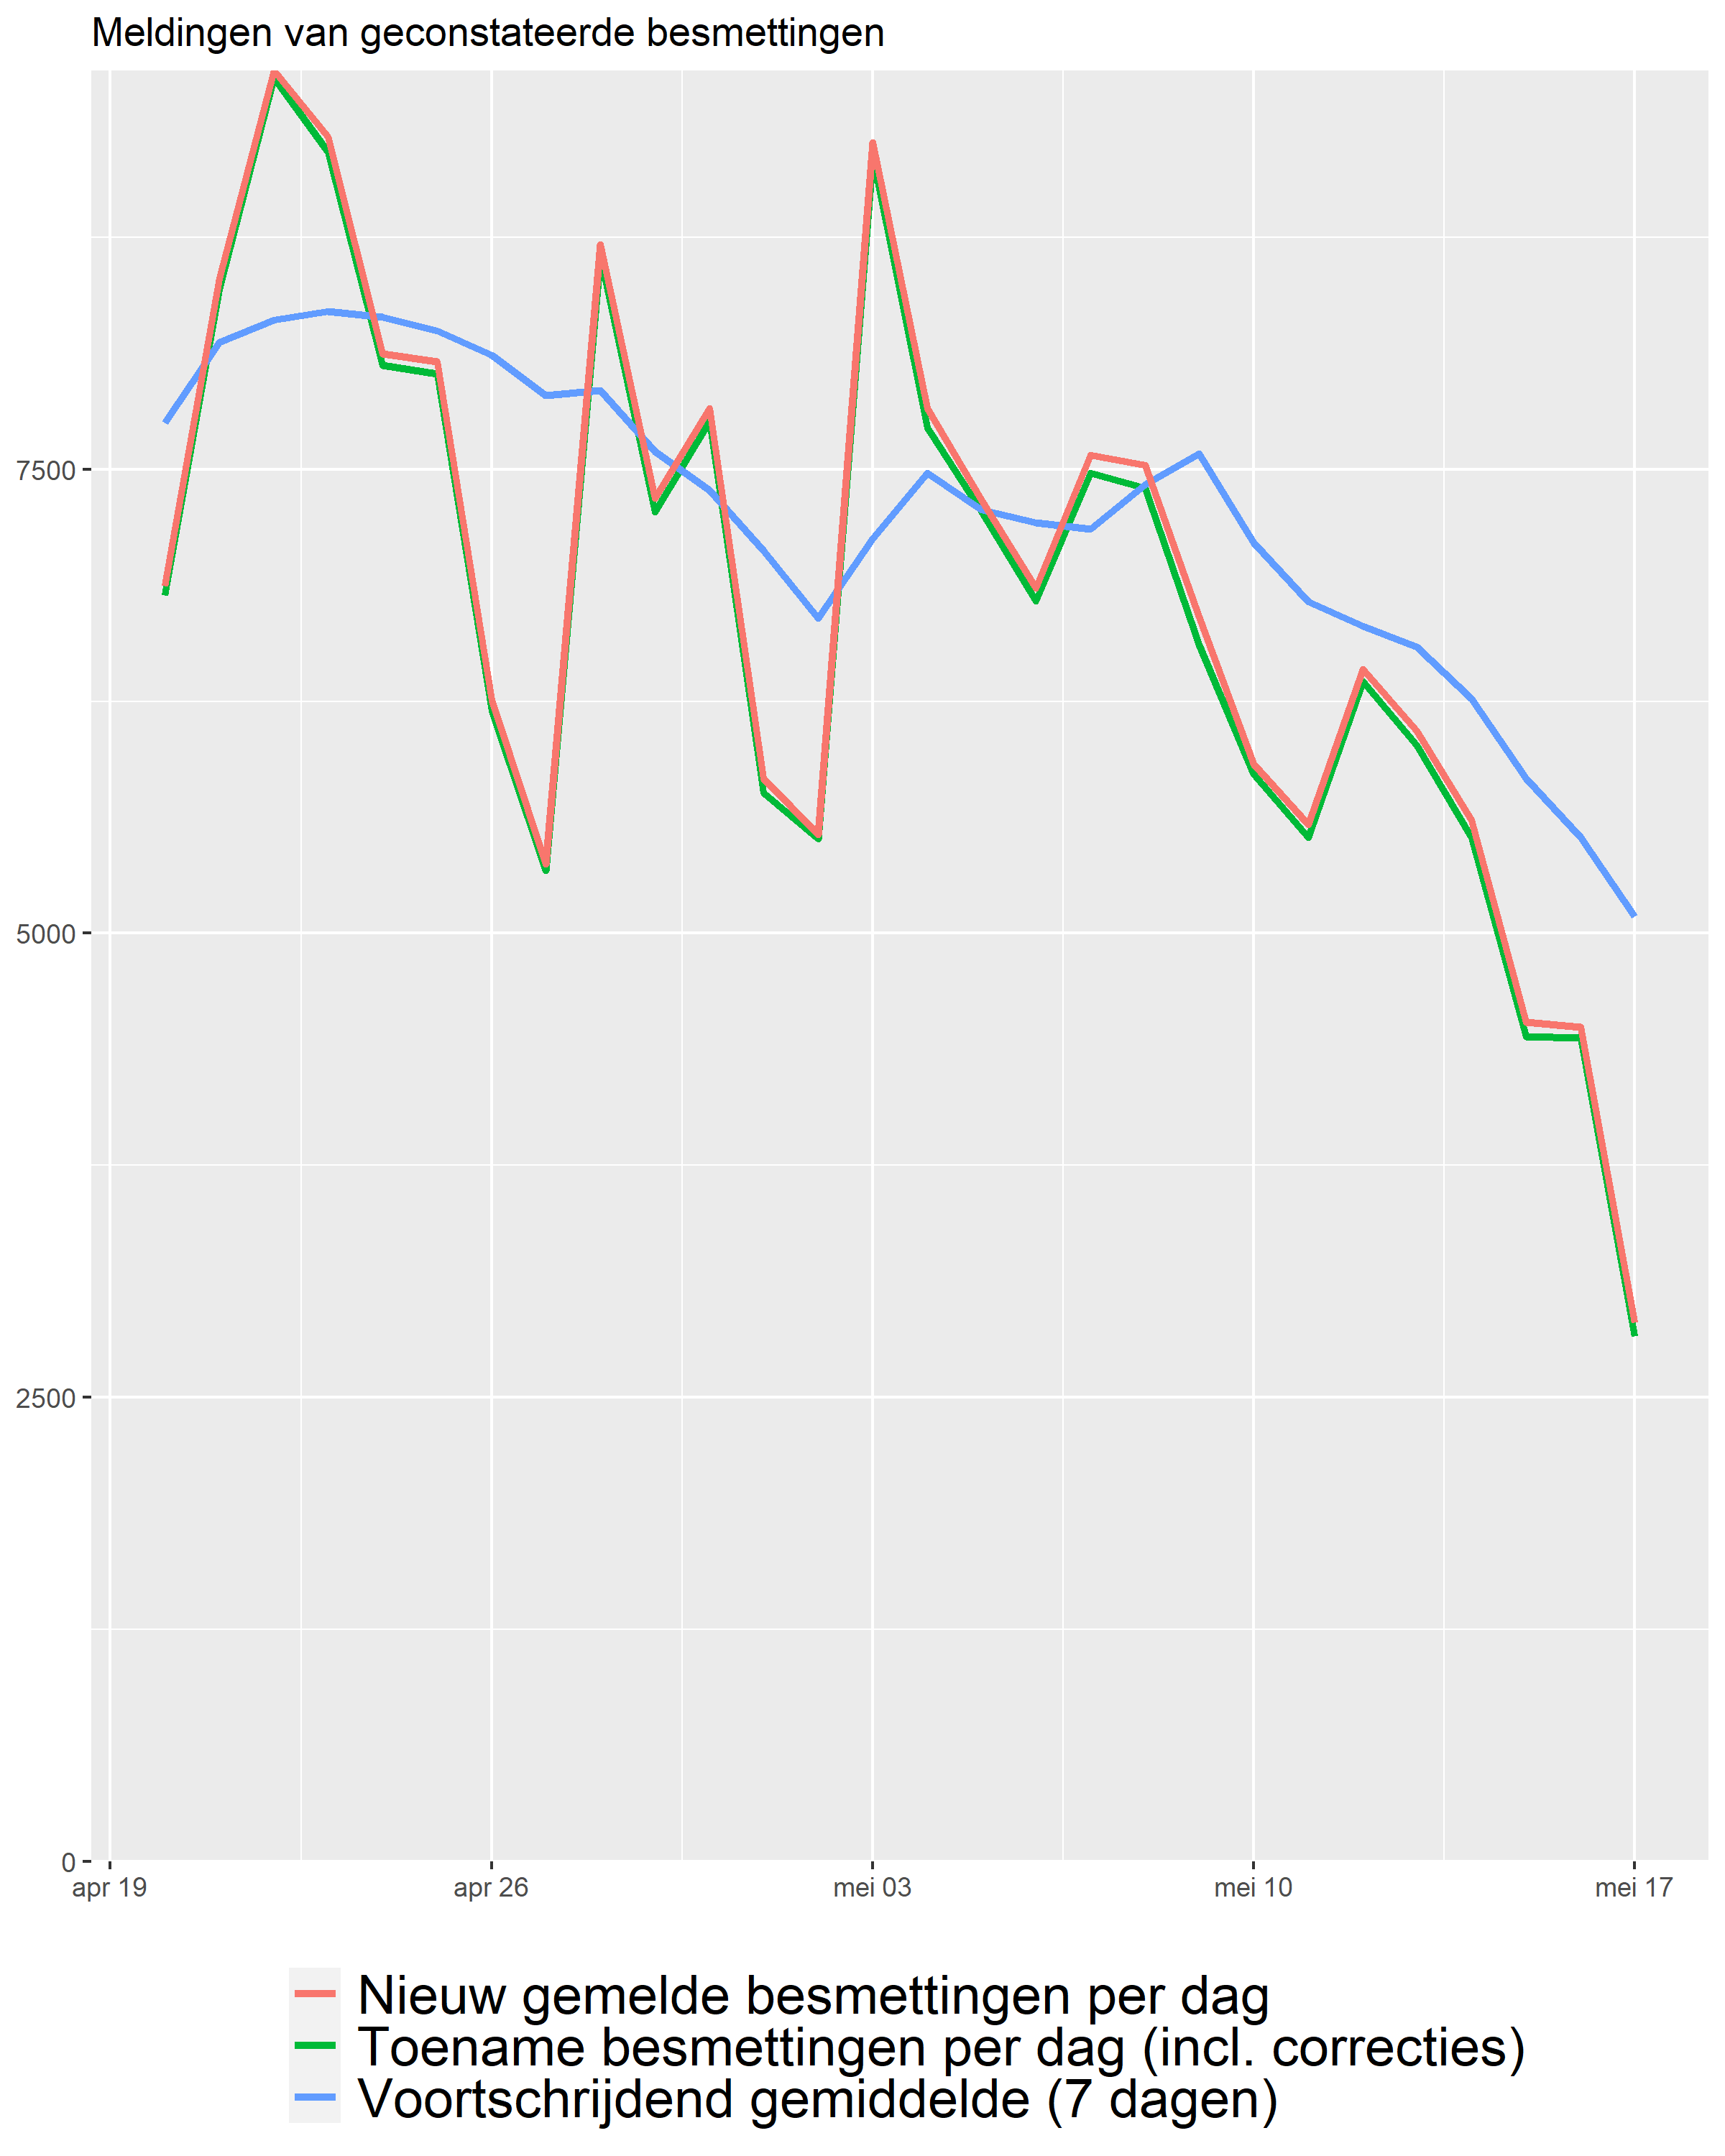 Meldingen van geconstateerde besmettingen
7500
5000
2500
0
apr 19 apr 26 mei 03 mei 10 mei 17
Nieuw gemelde besmettingen per dag
Toename besmettingen per dag (incl. correcties)
Voortschrijdend gemiddelde (7 dagen)